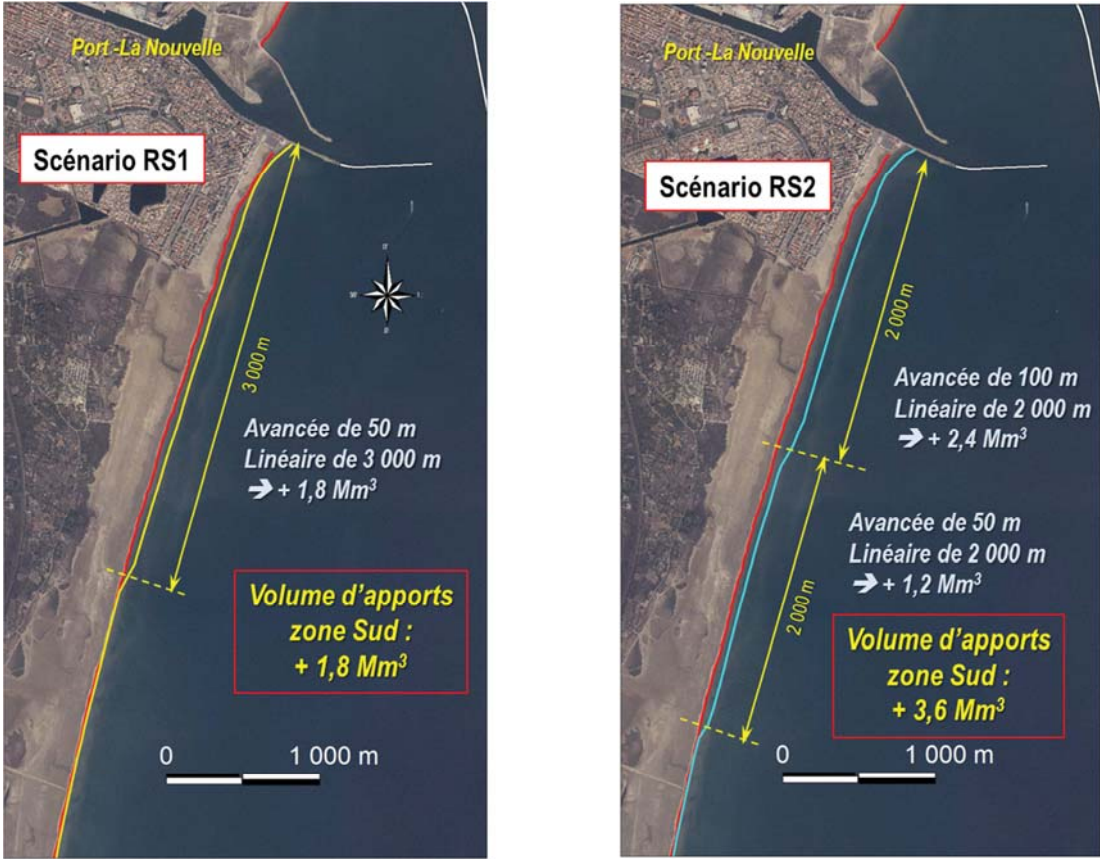 Port -La Nouvelle
Scénario RS1
3 000 m
Avancée de 50 m
Linéaire de 3 000 m
➔ + 1,8 Mm³
Volume d’apports
zone Sud :
+ 1,8 Mm³
0 1 000 m
Port -La Nouvelle
Scénario RS2
2 000 m
Avancée de 100 m
Linéaire de 2 000 m
➔ + 2,4 Mm³
2 000 m
Avancée de 50 m
Linéaire de 2 000 m
➔ + 1,2 Mm³
Volume d’apports
zone Sud :
+ 3,6 Mm³
0 1 000 m